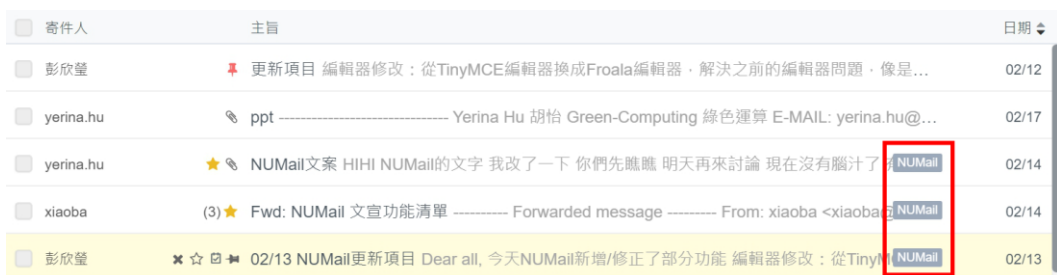 寄件人 主旨 日期
彭欣瑩 更新項目 編輯器修改：從TinyMCE編輯器換成Froala編輯器，解決之前的編輯器問題，像是... 02/12
yerina.hu ppt ------------------------------ Yerina Hu 胡怡 Green-Computing 綠色運算 E-MAIL: yerina.hu@... 02/17
yerina.hu NUMail文案 HIHI NUMail的文字 我改了一下 你們先瞧瞧 明天再來討論 現在沒有腦汁了 NUMail 02/14
xiaoba (3) Fwd: NUMail 文宣功能清單 ---------- Forwarded message --------- From: xiaoba <xiaoba@ NUMail 02/14
彭欣瑩 02/13 NUMail更新項目 Dear all, 今天NUMail新增/修正了部分功能 編輯器修改：從TinyM NUMail 02/13